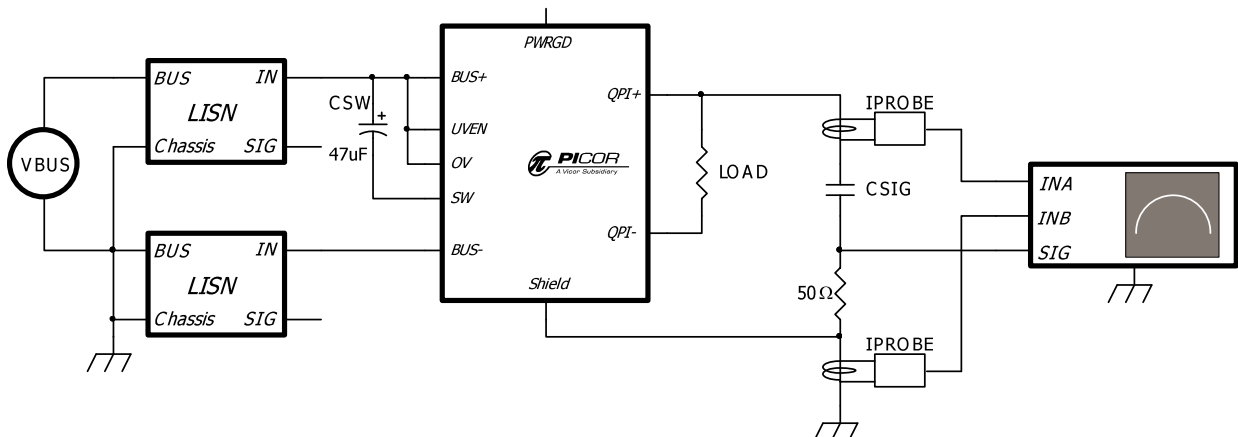 PWRGD
BUS IN
LISN
Chassis SIG
VBUS
BUS IN
LISN
Chassis SIG
CSW
+
47uF
BUS+
UVEN
OV
SW
BUS-
QPI+
QPI-
Shield
π PICOR
A Vicor Subsidiary
LOAD
IPROBE
CSIG
50Ω
IPROBE
INA
INB
SIG